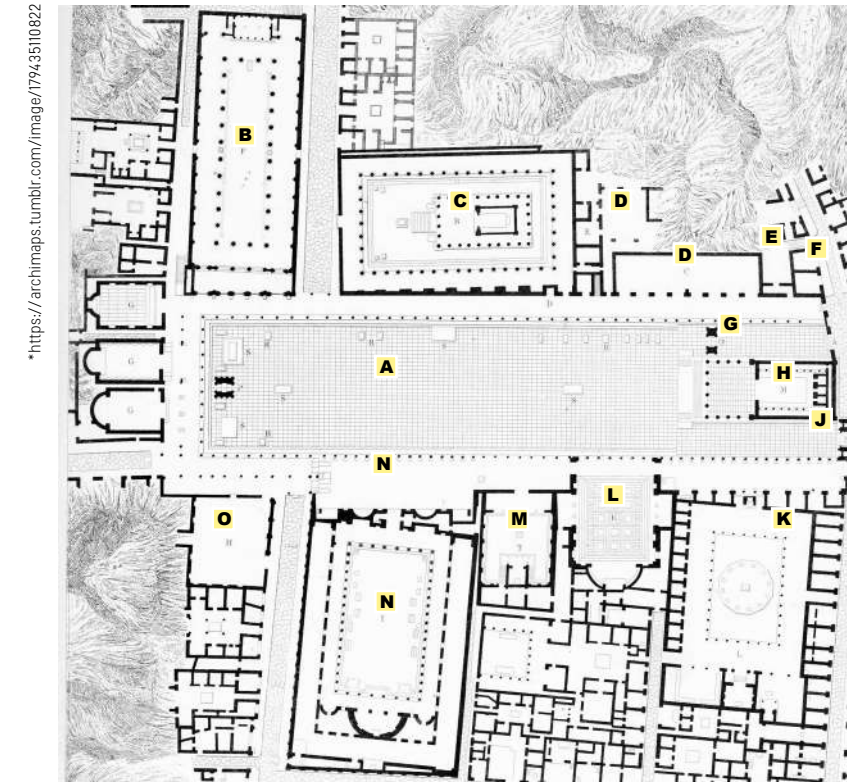 *https://archimaps.tumblr.com/image/179435110822
B
C
D
E
D
F
G
G
S
S
R
A
H
G
S
S
M
G
S
R
J
N
L
K
K
O
M
H
N
L